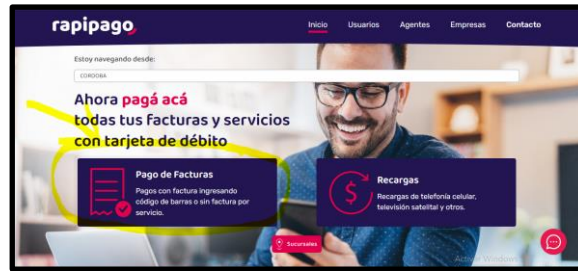 rapipago
Inicio Usuarios Agentes Empresas Contacto
Estoy navegando desde:
CORDOBA
Ahora pagá acá
todas tus facturas y servicios
con tarjeta de débito
Pago de Facturas
Pagos con factura ingresando
código de barras o sin factura por
servicio.
Recargas
Recargas de telefonía celular,
televisión satelital y otros.
Sucursales